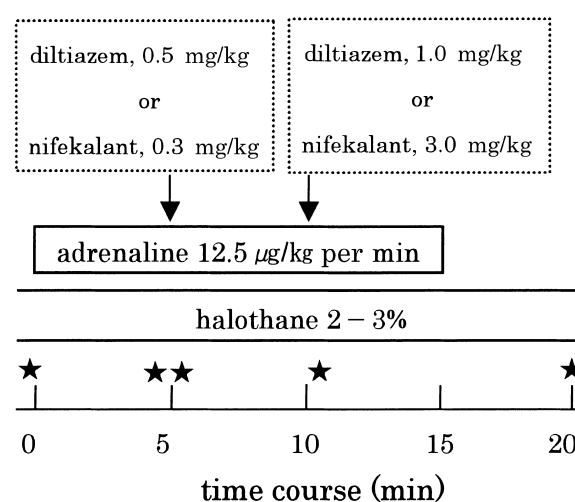 diltiazem, 0.5 mg/kg
or
nifekalant, 0.3 mg/kg
diltiazem, 1.0 mg/kg
or
nifekalant, 3.0 mg/kg
adrenaline 12.5 μg/kg per min
halothane 2 – 3%
0 5 10 15 20
time course (min)